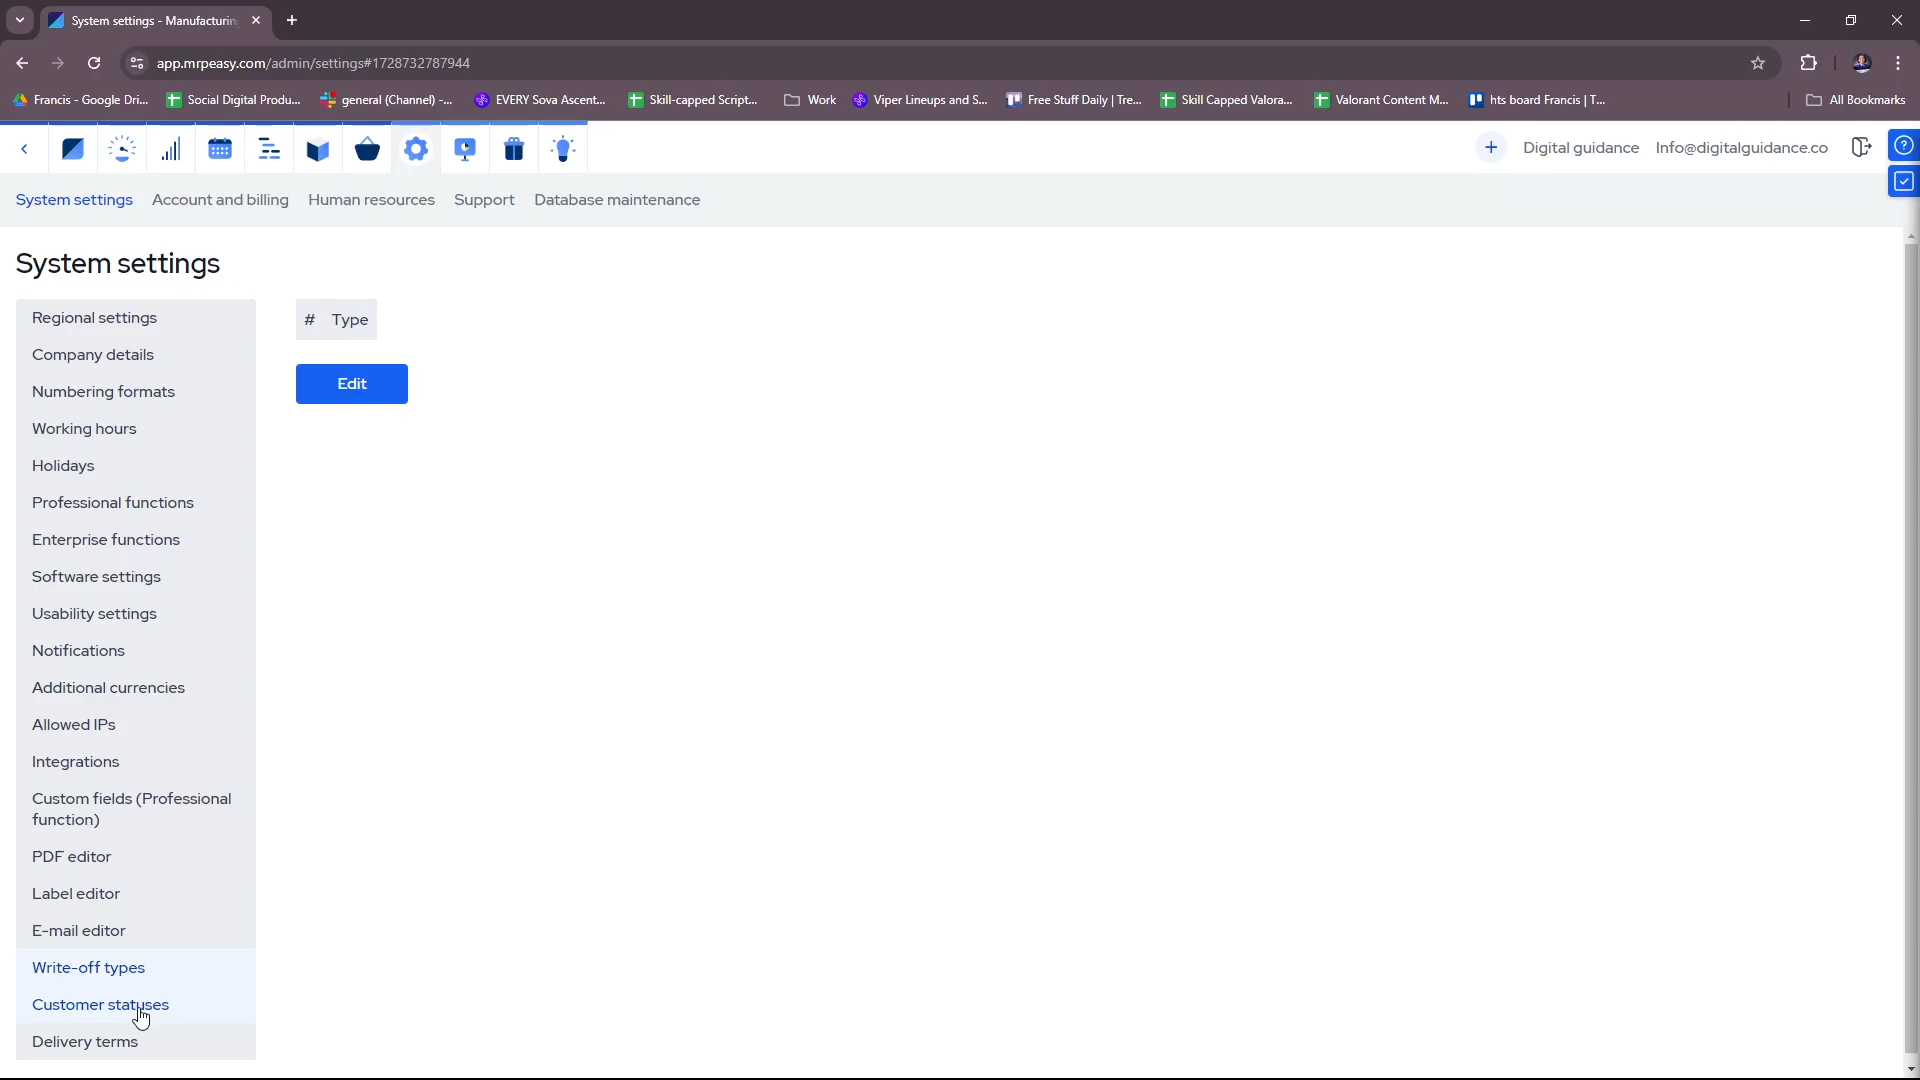 System settings - Manufacturin
app.mrpeasy.com/admin/settings#1728732787944
Francis - Google Dri...
Social Digital Produ...
general (Channel) -...
EVERY Sova Ascent...
Skill-capped Script...
Work
Viper Lineups and S...
Free Stuff Daily | Tre...
Skill Capped Valora...
Valorant Content M...
hts board Francis | T...
All Bookmarks
Digital guidance
Info@digitalguidance.co
System settings
Account and billing
Human resources
Support
Database maintenance
System settings
Regional settings
Company details
Numbering formats
Working hours
Holidays
Professional functions
Enterprise functions
Software settings
Usability settings
Notifications
Additional currencies
Allowed IPs
Integrations
Custom fields (Professional
function)
PDF editor
Label editor
E-mail editor
Write-off types
Customer statuses
Delivery terms
# Type
Edit